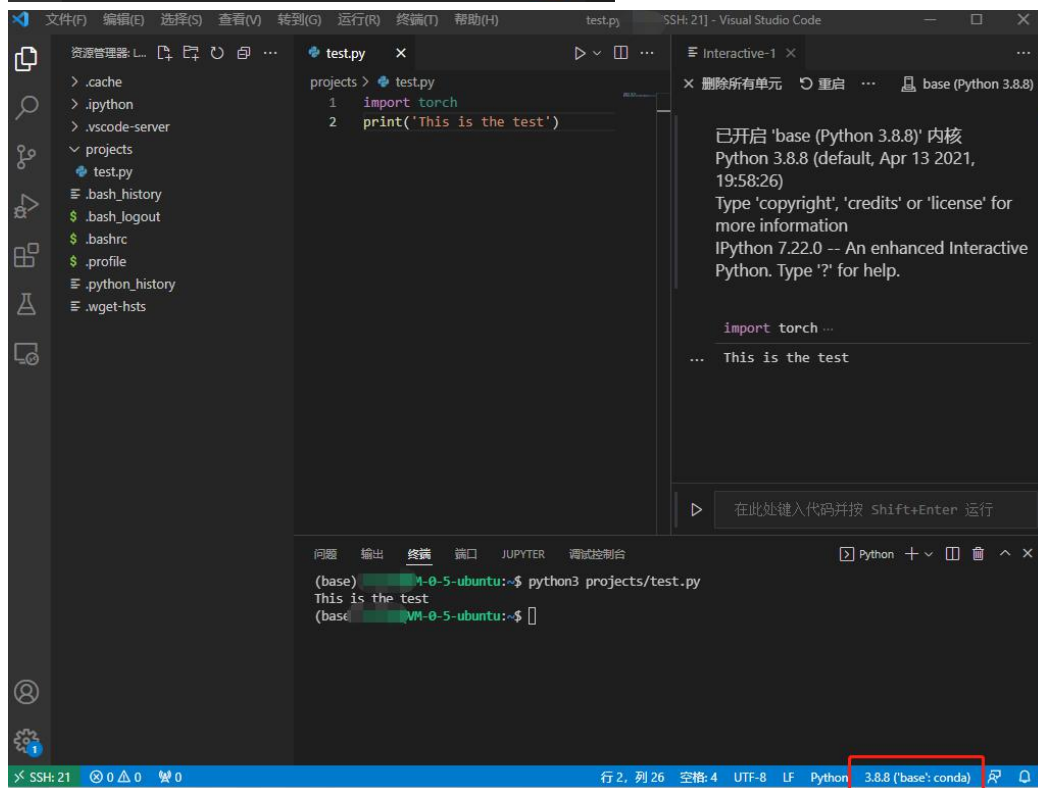 文件(F) 编辑(E) 选择(S) 查看(V) 转到(G) 运行(R) 终端(T) 帮助(H) test.py SSH: 21] - Visual Studio Code
资源管理器: L...
.cache
.ipython
.vscode-server
projects
test.py
.bash_history
$ .bash_logout
$ .bashrc
$ .profile
.python_history
.wget-hsts
test.py
projects > test.py
1 import torch
2 print('This is the test')
Interactive-1
删除所有单元 重启 ... base (Python 3.8.8)
已开启 'base (Python 3.8.8)' 内核
Python 3.8.8 (default, Apr 13 2021,
19:58:26)
Type 'copyright', 'credits' or 'license' for
more information
IPython 7.22.0 -- An enhanced Interactive
Python. Type '?' for help.
import torch ...
... This is the test
在此处键入代码并按 Shift+Enter 运行
问题 输出 终端 端口 JUPYTER 调试控制台 Python
(base) M-0-5-ubuntu:~$ python3 projects/test.py
This is the test
(base VM-0-5-ubuntu:~$
1
SSH: 21 0 0 0 行 2, 列 26 空格: 4 UTF-8 LF Python 3.8.8 ('base': conda)